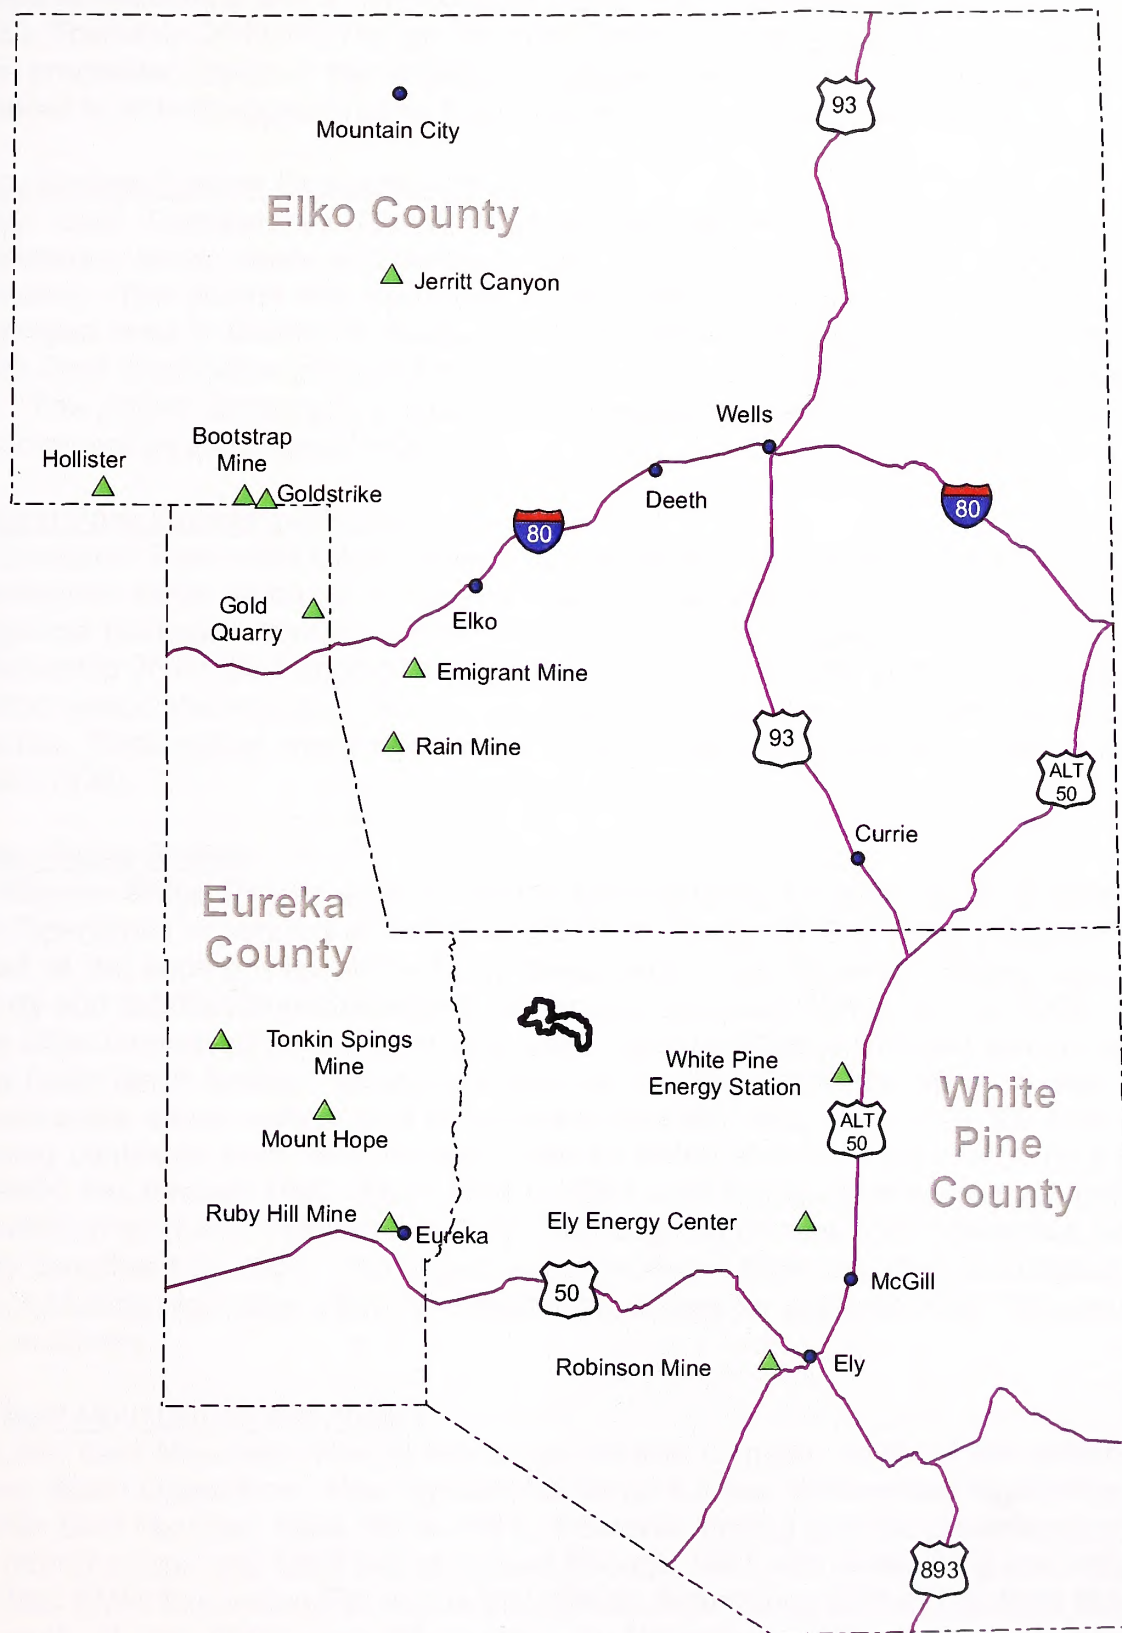 93
Mountain City
Elko County
Jerritt Canyon
Wells
Bootstrap
Mine
Hollister
Goldstrike
Deeth
80
80
Gold
Quarry
Elko
Emigrant Mine
93
Rain Mine
ALT
50
Currie
Eureka
County
Tonkin Spings
Mine
White Pine
Energy Station
White
Pine
County
Mount Hope
ALT
50
Ruby Hill Mine
Eureka
Ely Energy Center
50
McGill
Robinson Mine
Ely
893